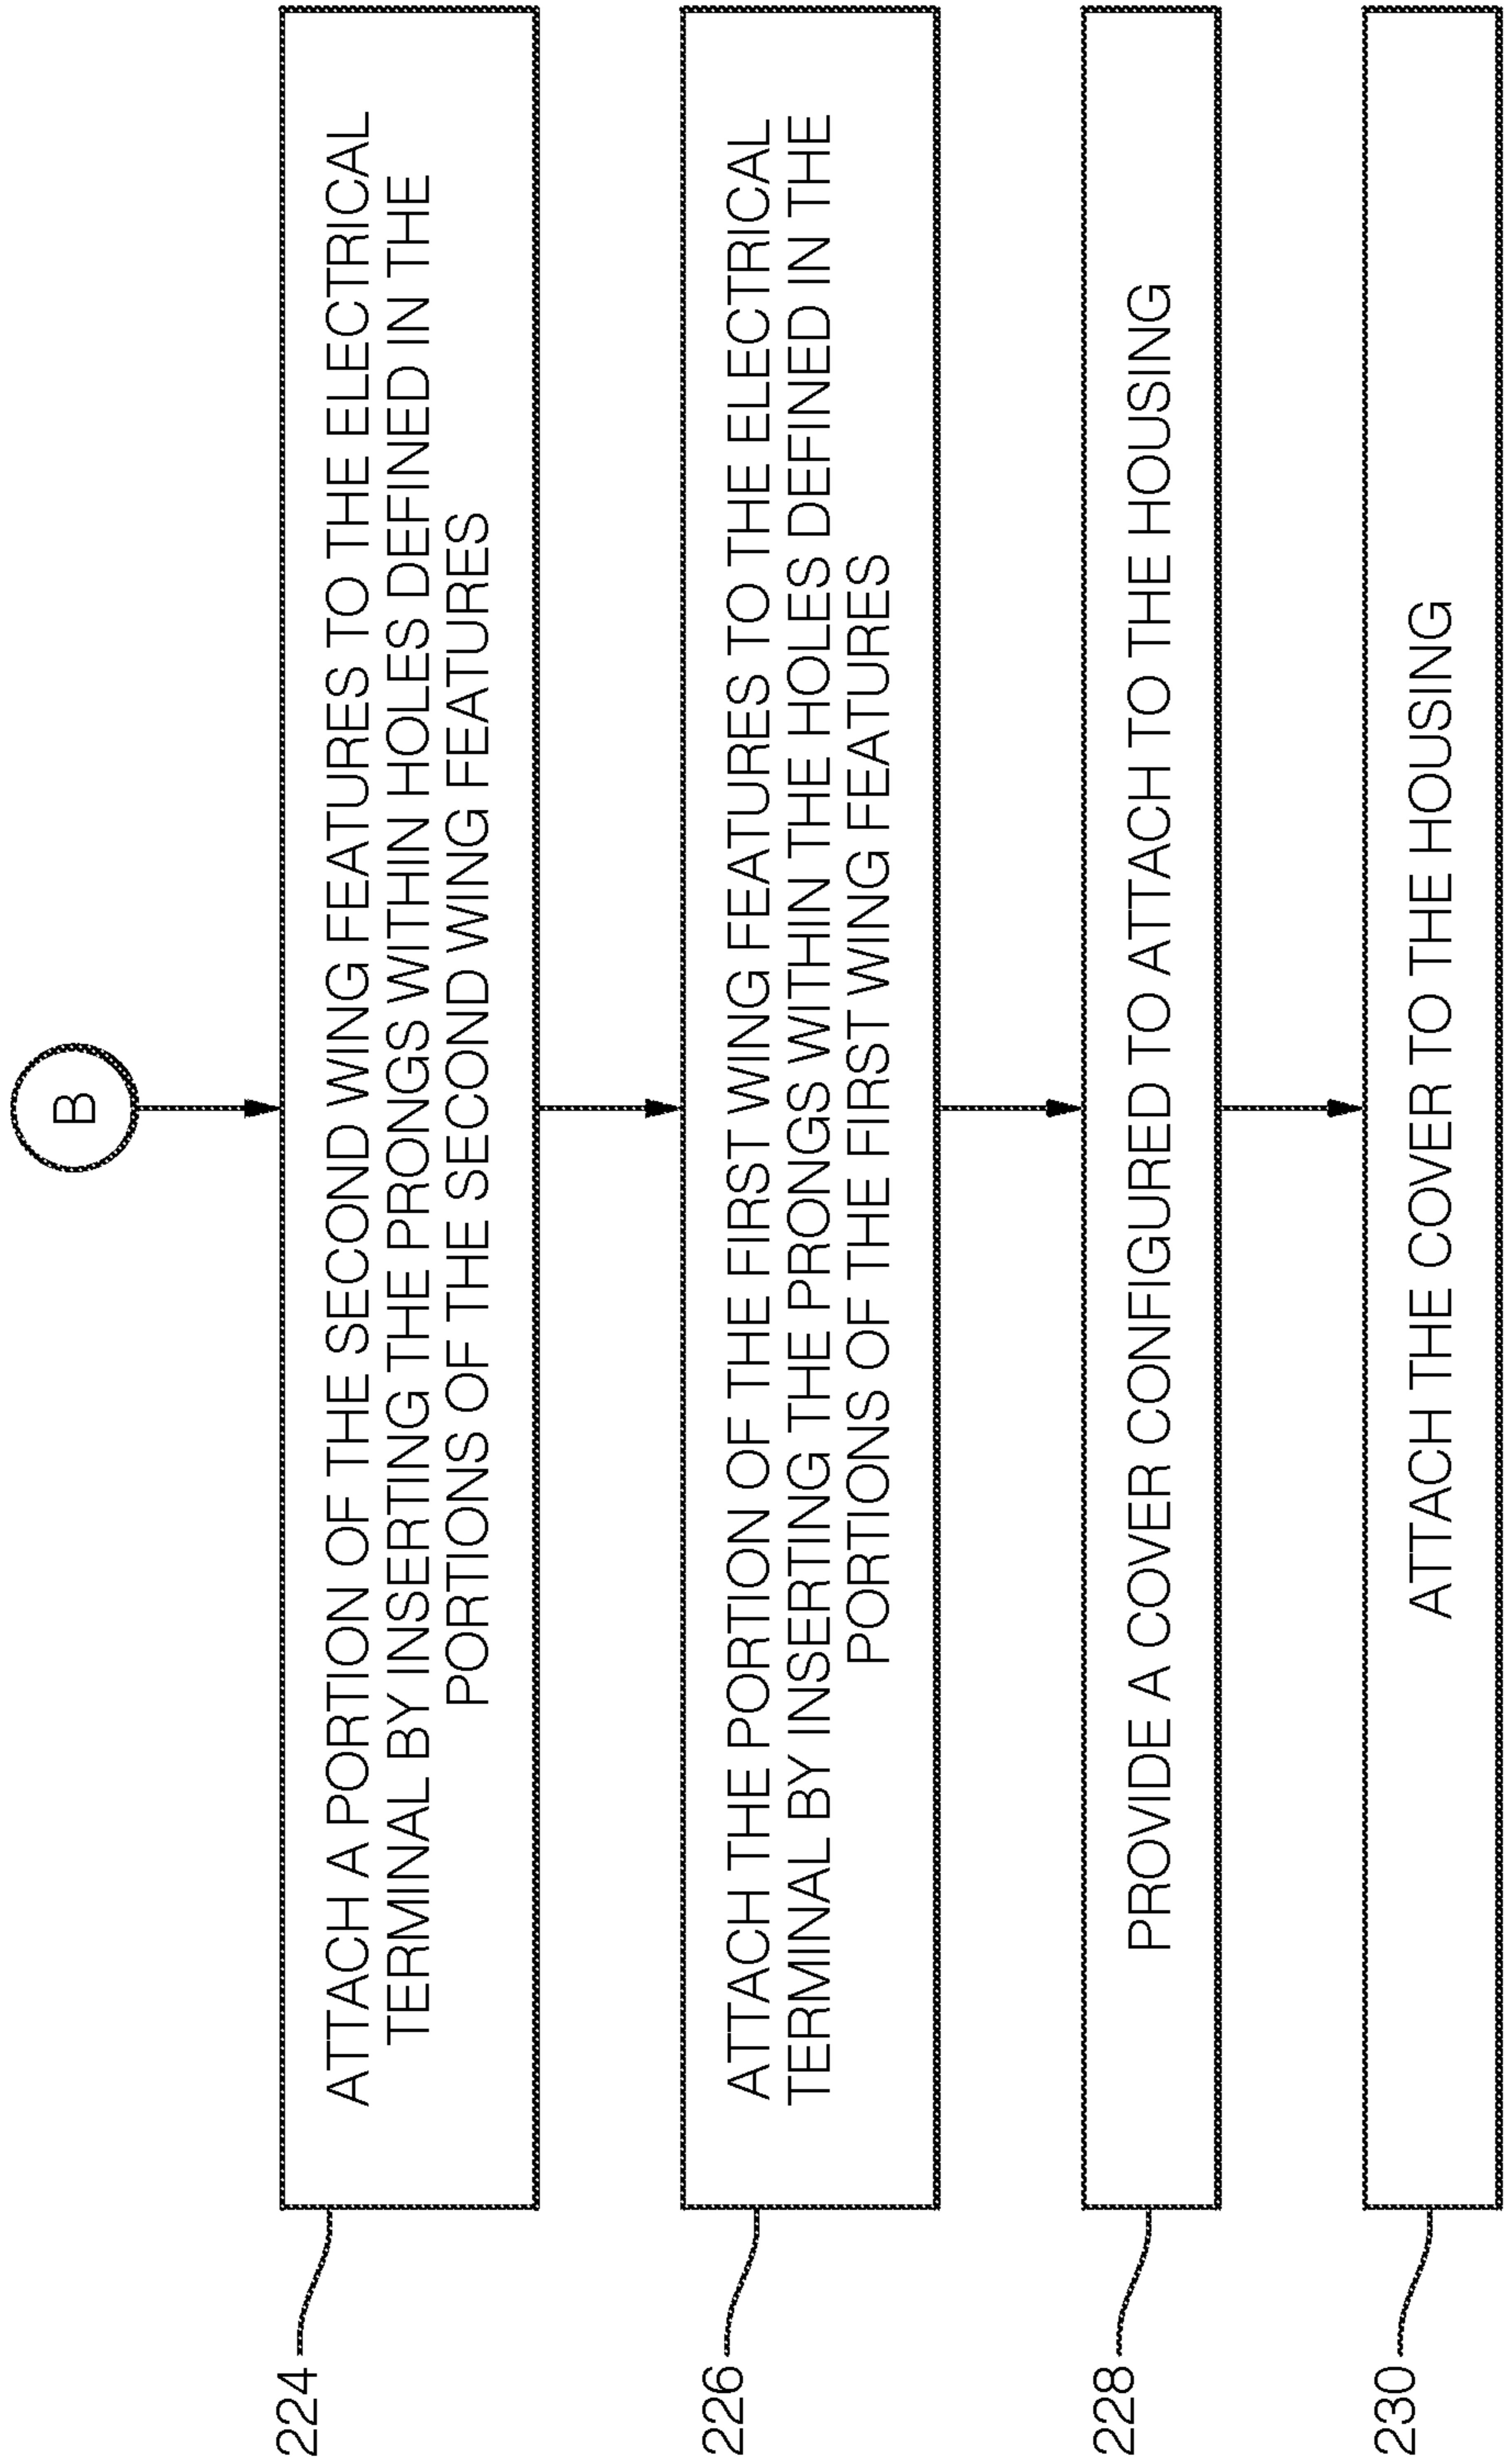 B
224
ATTACH A PORTION OF THE SECOND WING FEATURES TO THE ELECTRICAL
TERMINAL BY INSERTING THE PRONGS WITHIN HOLES DEFINED IN THE
PORTIONS OF THE SECOND WING FEATURES
226
ATTACH THE PORTION OF THE FIRST WING FEATURES TO THE ELECTRICAL
TERMINAL BY INSERTING THE PRONGS WITHIN THE HOLES DEFINED IN THE
PORTIONS OF THE FIRST WING FEATURES
228
PROVIDE A COVER CONFIGURED TO ATTACH TO THE HOUSING
230
ATTACH THE COVER TO THE HOUSING